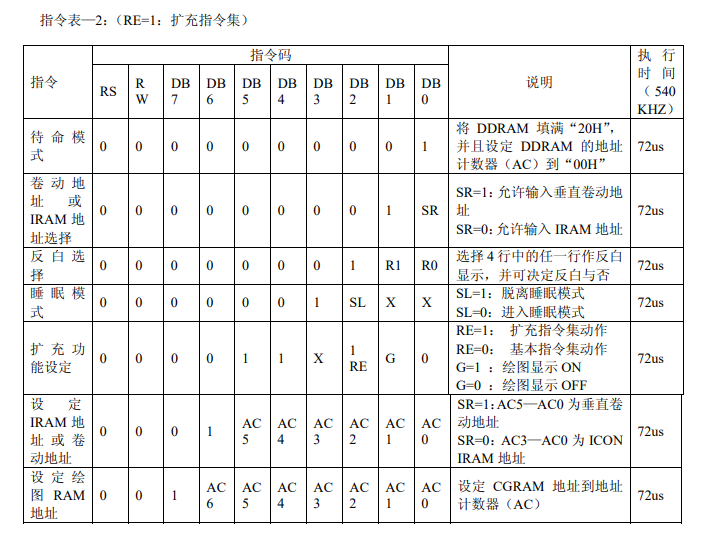 指令表—2:（RE=1：扩充指令集）
指令 指令码 说明 执行时间（540KHZ）
RS RW DB7 DB6 DB5 DB4 DB3 DB2 DB1 DB0
待命模式 0 0 0 0 0 0 0 0 0 1 将 DDRAM 填满“20H”，并且设定 DDRAM 的地址计数器（AC）到“00H” 72us
卷动地址或 IRAM 地址选择 0 0 0 0 0 0 0 0 1 SR SR=1：允许输入垂直卷动地址 SR=0：允许输入 IRAM 地址 72us
反白选择 0 0 0 0 0 0 0 1 R1 R0 选择 4 行中的任一行作反白显示，并可决定反白与否 72us
睡眠模式 0 0 0 0 0 0 1 SL X X SL=1：脱离睡眠模式 SL=0：进入睡眠模式 72us
扩充功能设定 0 0 0 0 1 1 X 1 RE G 0 RE=1： 扩充指令集动作 RE=0： 基本指令集动作 G=1 ：绘图显示 ON G=0 ：绘图显示 OFF 72us
设定 IRAM 地址或卷动地址 0 0 0 1 AC5 AC4 AC3 AC2 AC1 AC0 SR=1：AC5—AC0 为垂直卷动地址 SR=0：AC3—AC0 为 ICON IRAM 地址 72us
设定绘图 RAM 地址 0 0 1 AC6 AC5 AC4 AC3 AC2 AC1 AC0 设定 CGRAM 地址到地址计数器（AC） 72us